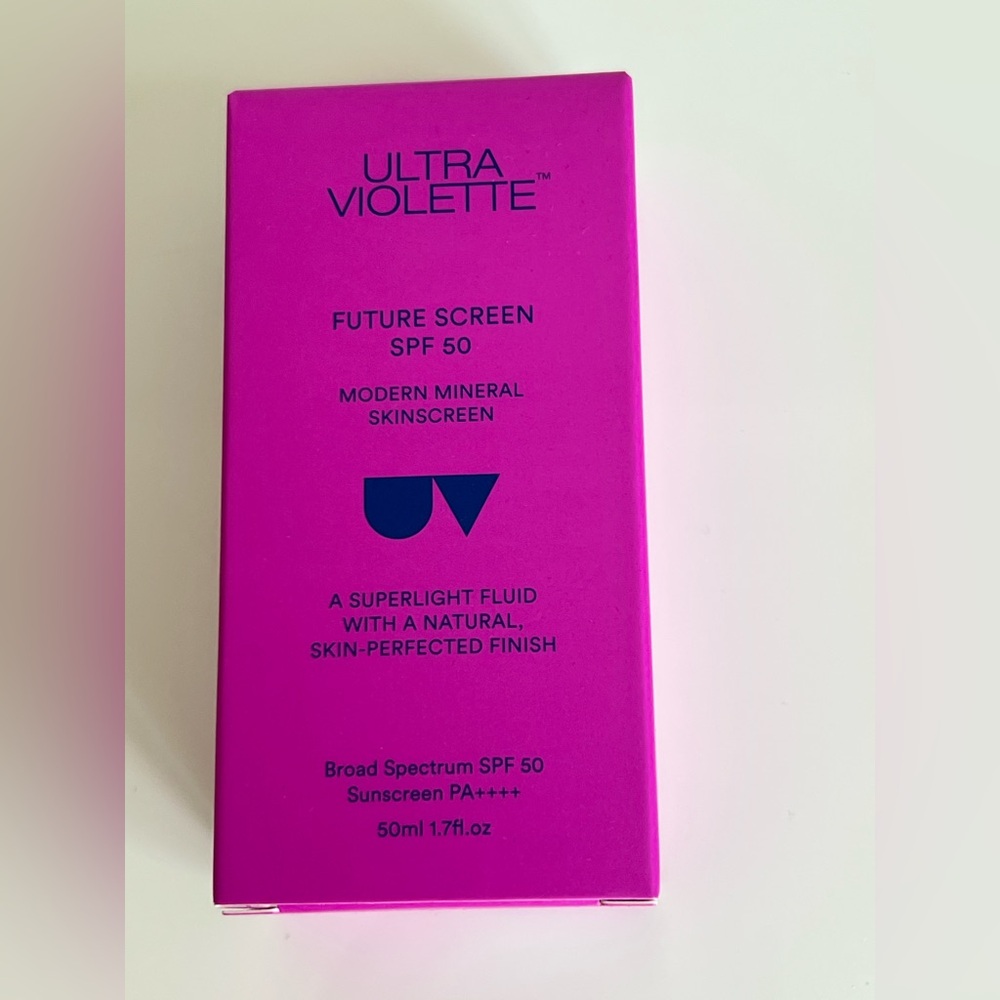 ULTRA
VIOLETTE™
FUTURE SCREEN
SPF 50
MODERN MINERAL
SKINSCREEN
UV
A SUPERLIGHT FLUID
WITH A NATURAL,
SKIN-PERFECTED FINISH
Broad Spectrum SPF 50
Sunscreen PA++++
50ml 1.7fl.oz